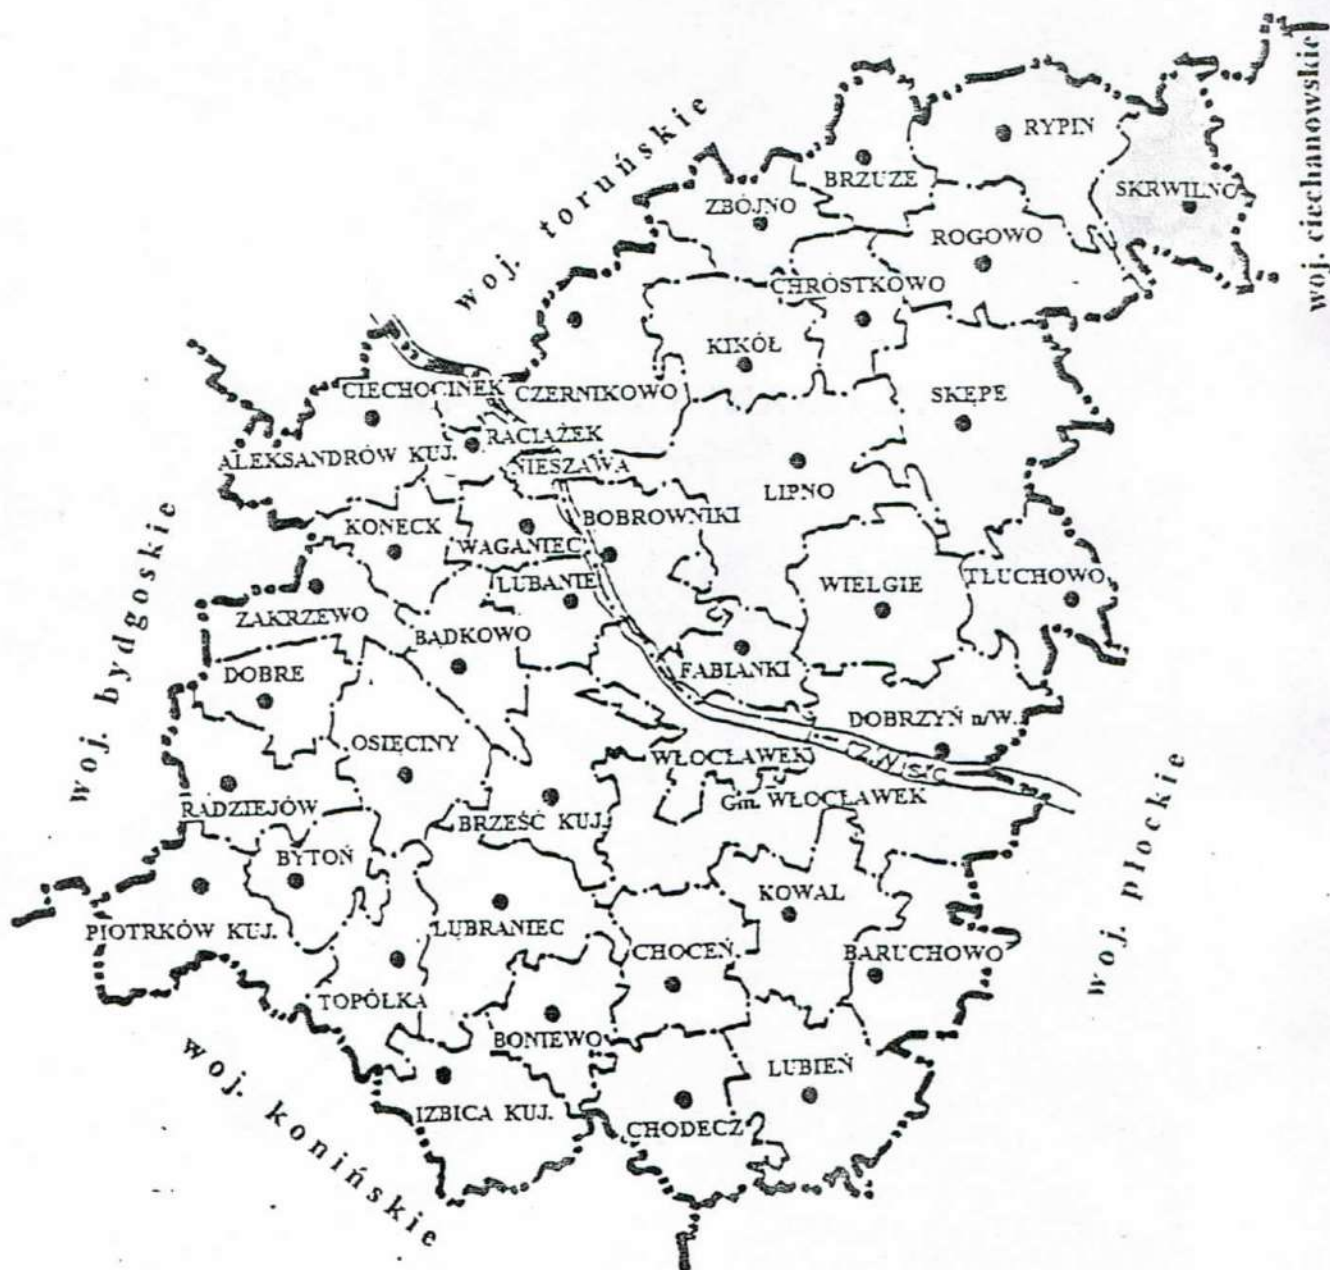 woj. ciechanowskie
woj. toruńskie
RYPIN
BRZUZE
SKRWILNO
ZBÓJNO
ROGOWO
CHRÓSTKOWO
KIKÓŁ
CIECHOCINEK
CZERNIKOWO
SKĘPE
RACIĄŻEK
ALEKSANDRÓW KUJ.
NIESZAWA
LIPNO
KONECK
BOBROWNIKI
WAGANIEC
LUBANIE
WIELGIE
TŁUCHOWO
ZAKRZEWO
BĄDKOWO
woj. bydgoskie
DOBRE
FABIANKI
DOBRZYŃ n/W.
OSIĘCINY
WŁOCŁAWEK
RADZIEJÓW
BRZEŚĆ KUJ.
Gm. WŁOCŁAWEK
woj. płockie
BYTOŃ
KOWAL
PIOTRKÓW KUJ.
LUBRANIEC
CHOCEŃ
BARUCHOWO
TOPÓLKA
BONIEWO
LUBIEŃ
woj. konińskie
IZBICA KUJ.
CHODECZ